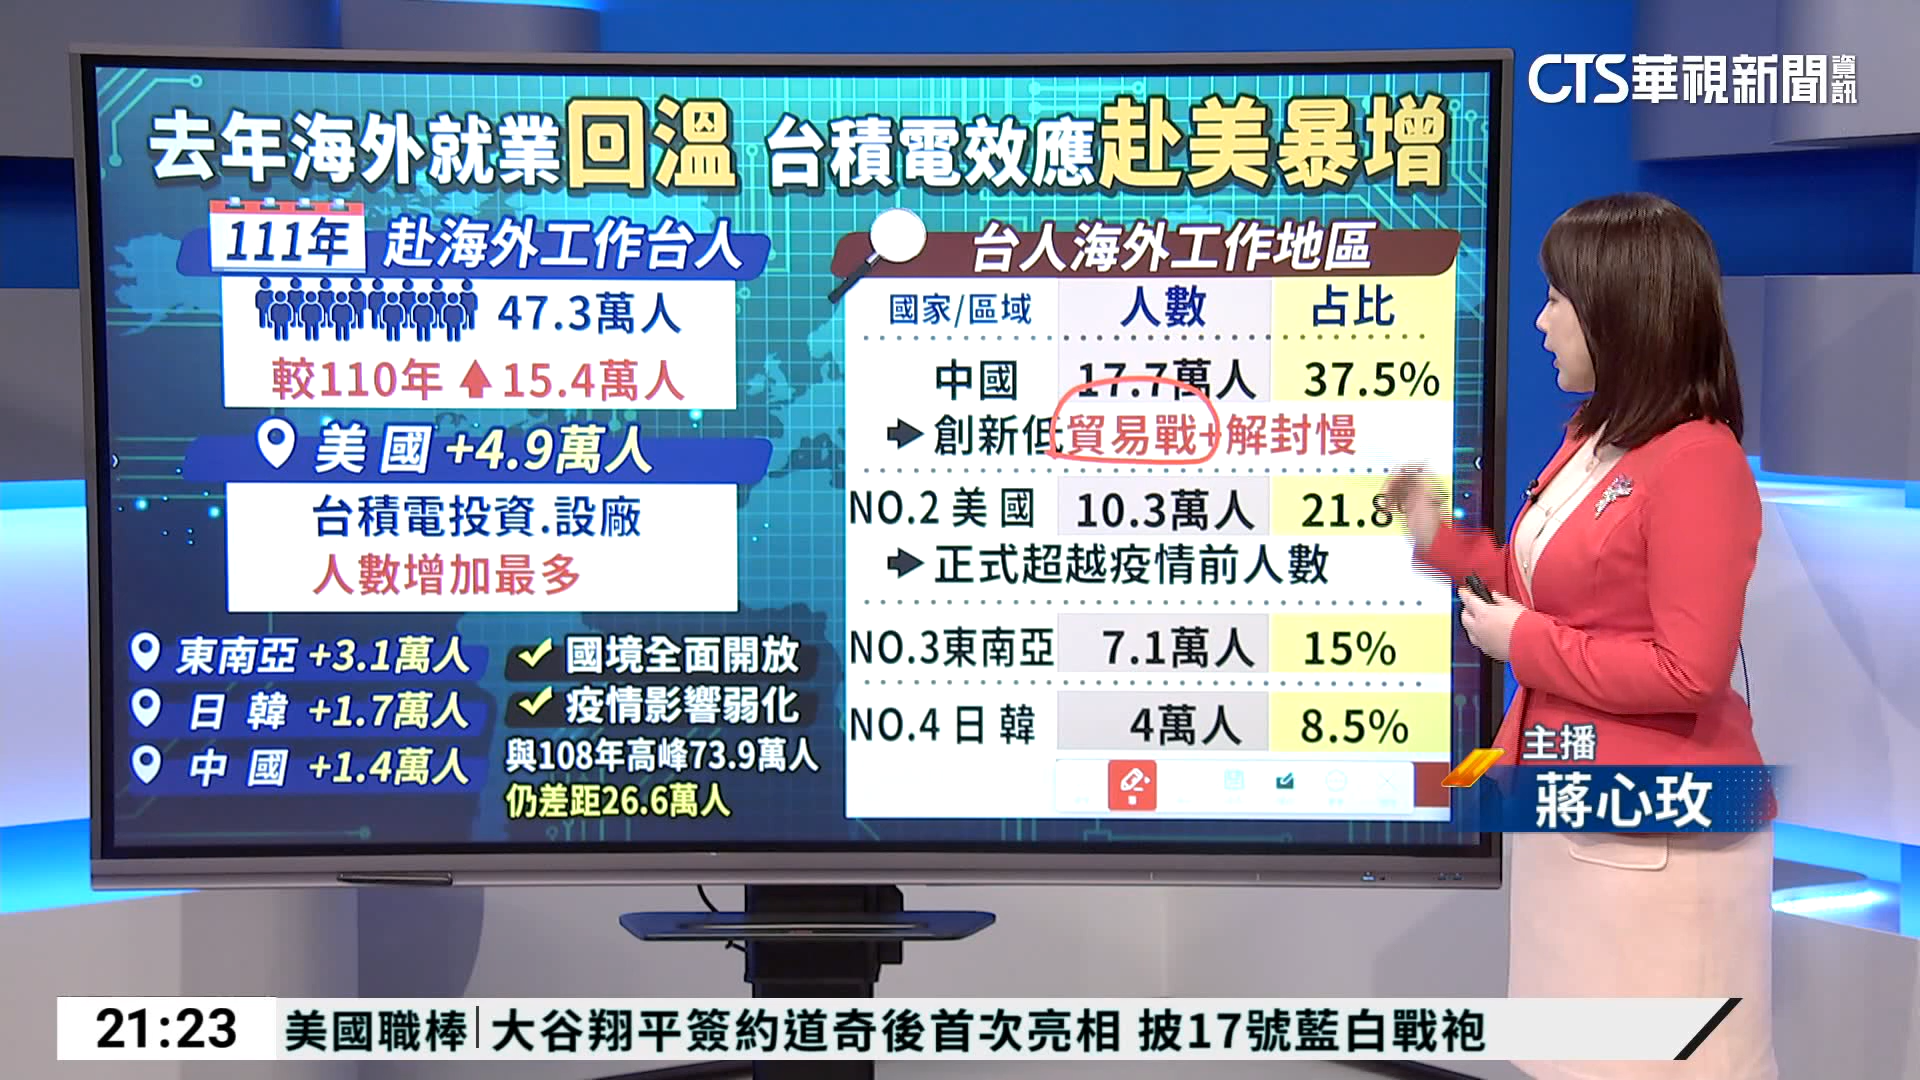 CTS華視新聞資訊
去年海外就業回溫 台積電效應赴美暴增
111年 赴海外工作台人
47.3萬人
較110年 15.4萬人
美國 +4.9萬人
台積電投資.設廠
人數增加最多
東南亞 +3.1萬人
日韓 +1.7萬人
中國 +1.4萬人
國境全面開放
疫情影響弱化
與108年高峰73.9萬人
仍差距26.6萬人
台人海外工作地區
國家/區域 人數 占比
中國 17.7萬人 37.5%
創新低 貿易戰+解封慢
NO.2 美國 10.3萬人 21.8
正式超越疫情前人數
NO.3東南亞 7.1萬人 15%
NO.4日韓 4萬人 8.5%
主播
蔣心玫
21:23 美國職棒 大谷翔平簽約道奇後首次亮相 披17號藍白戰袍